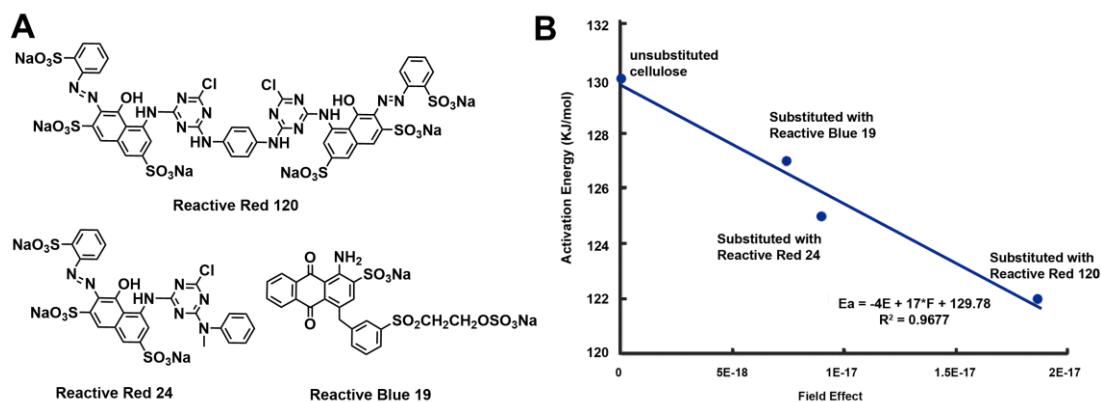 A
NaO3S
Cl
Cl
N
N
OH
HN
N
N
N
N
N
N
NH
OH
N
N
SO3Na
NaO3S
NH
HN
SO3Na
SO3Na
NaO3S
Reactive Red 120
NaO3S
N
N
OH
HN
N
N
N
Cl
NaO3S
N
SO3Na
Reactive Red 24
O
NH2
SO3Na
O
SO2CH2CH2OSO3Na
Reactive Blue 19
B
Activation Energy (KJ/mol)
132
130
128
126
124
122
120
unsubstituted
cellulose
Substituted with
Reactive Blue 19
Substituted with
Reactive Red 24
Substituted with
Reactive Red 120
Ea = -4E + 17*F + 129.78
R² = 0.9677
0
5E-18
1E-17
1.5E-17
2E-17
Field Effect